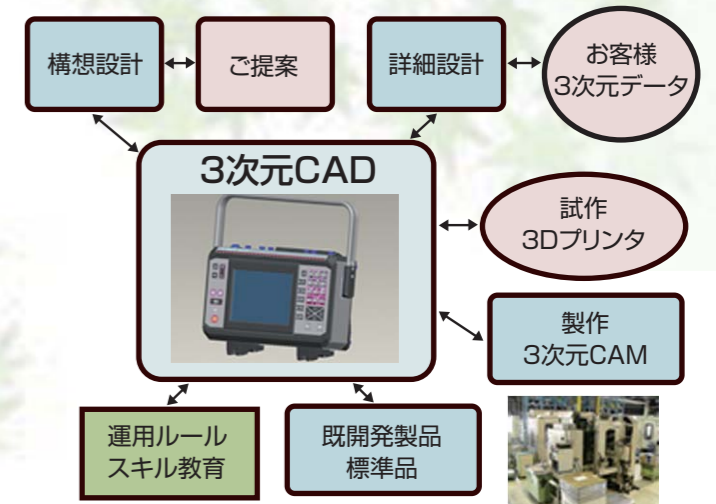 構想設計
ご提案
詳細設計
お客様
3次元データ
3次元CAD
試作
3Dプリンタ
製作
3次元CAM
運用ルール
スキル教育
既開発製品
標準品